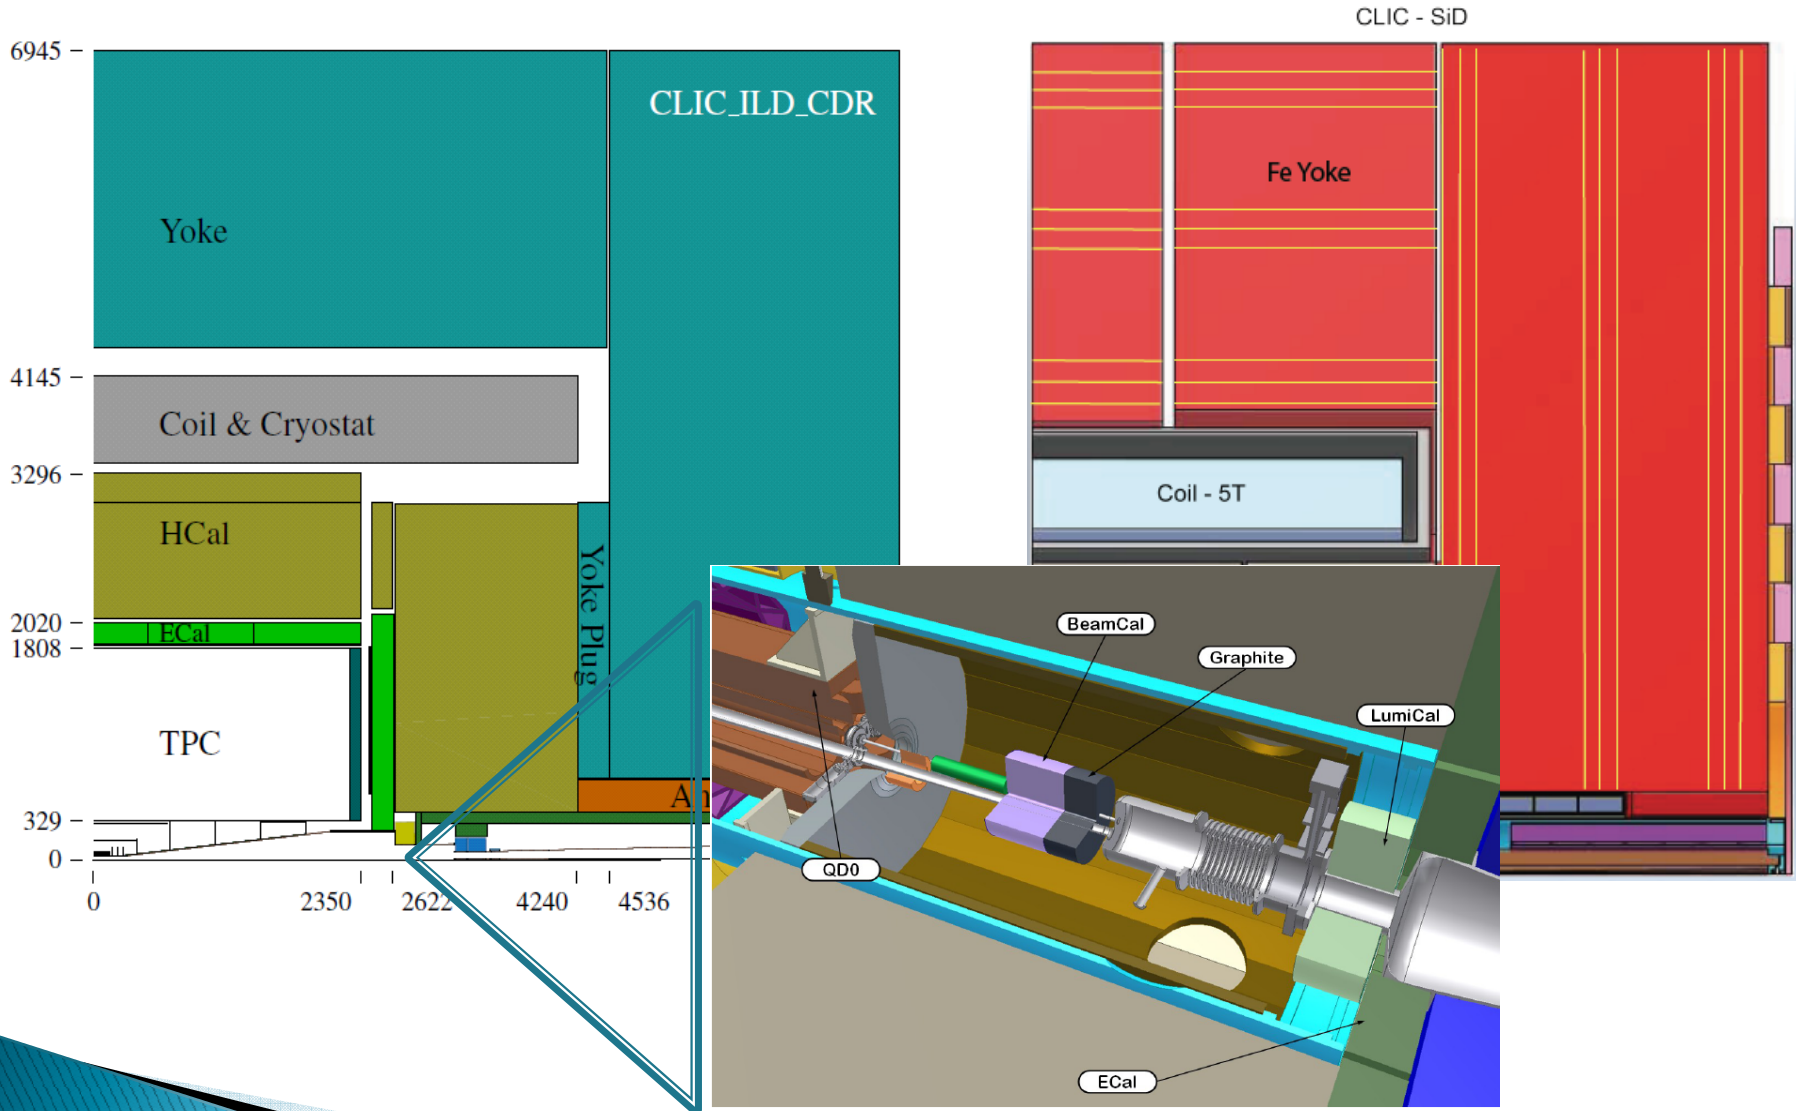 CLIC - SiD
6945
CLIC_ILD_CDR
Fe Yoke
Yoke
4145
Coil & Cryostat
3296
Coil - 5T
HCal
Yoke Plug
2020
ECal
1808
BeamCal
Graphite
LumiCal
TPC
329
QD0
0
0
2350
2622
4240
4536
ECal